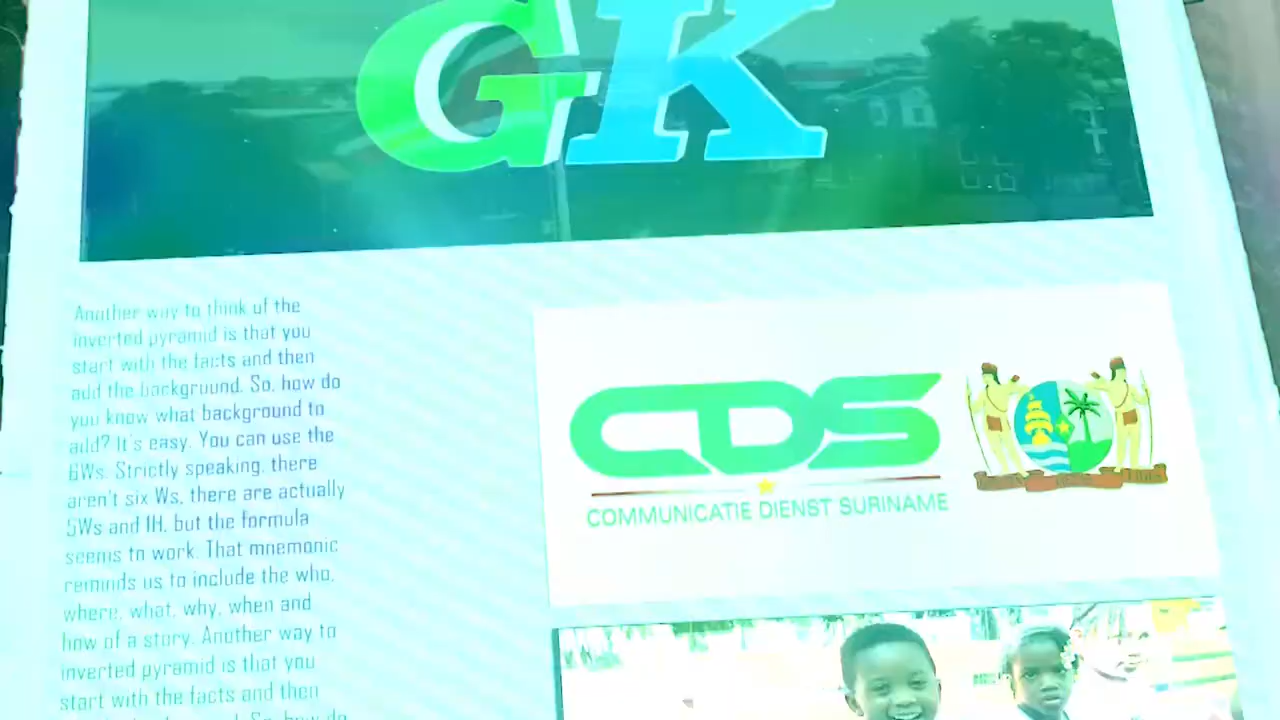 GK
Another way to think of the
inverted pyramid is that you
start with the facts and then
add the background. So, how do
you know what background to
add? It's easy. You can use the
6Ws. Strictly speaking, there
aren't six Ws, there are actually
5Ws and 1H, but the formula
seems to work. That mnemonic
reminds us to include the who,
where, what, why, when and
how of a story. Another way to
inverted pyramid is that you
start with the facts and then
CDS
COMMUNICATIE DIENST SURINAME